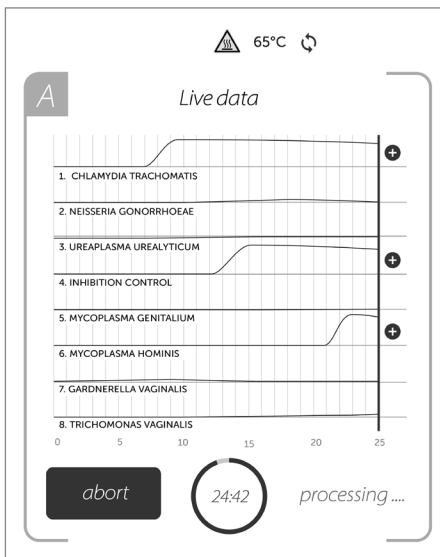 65°C
A
Live data
1. CHLAMYDIA TRACHOMATIS
2. NEISSERIA GONORRHOEAE
3. UREAPLASMA UREALYTICUM
4. INHIBITION CONTROL
5. MYCOPLASMA GENITALIUM
6. MYCOPLASMA HOMINIS
7. GARDNERELLA VAGINALIS
8. TRICHOMONAS VAGINALIS
0 5 10 15 20 25
abort 24:42 processing ....